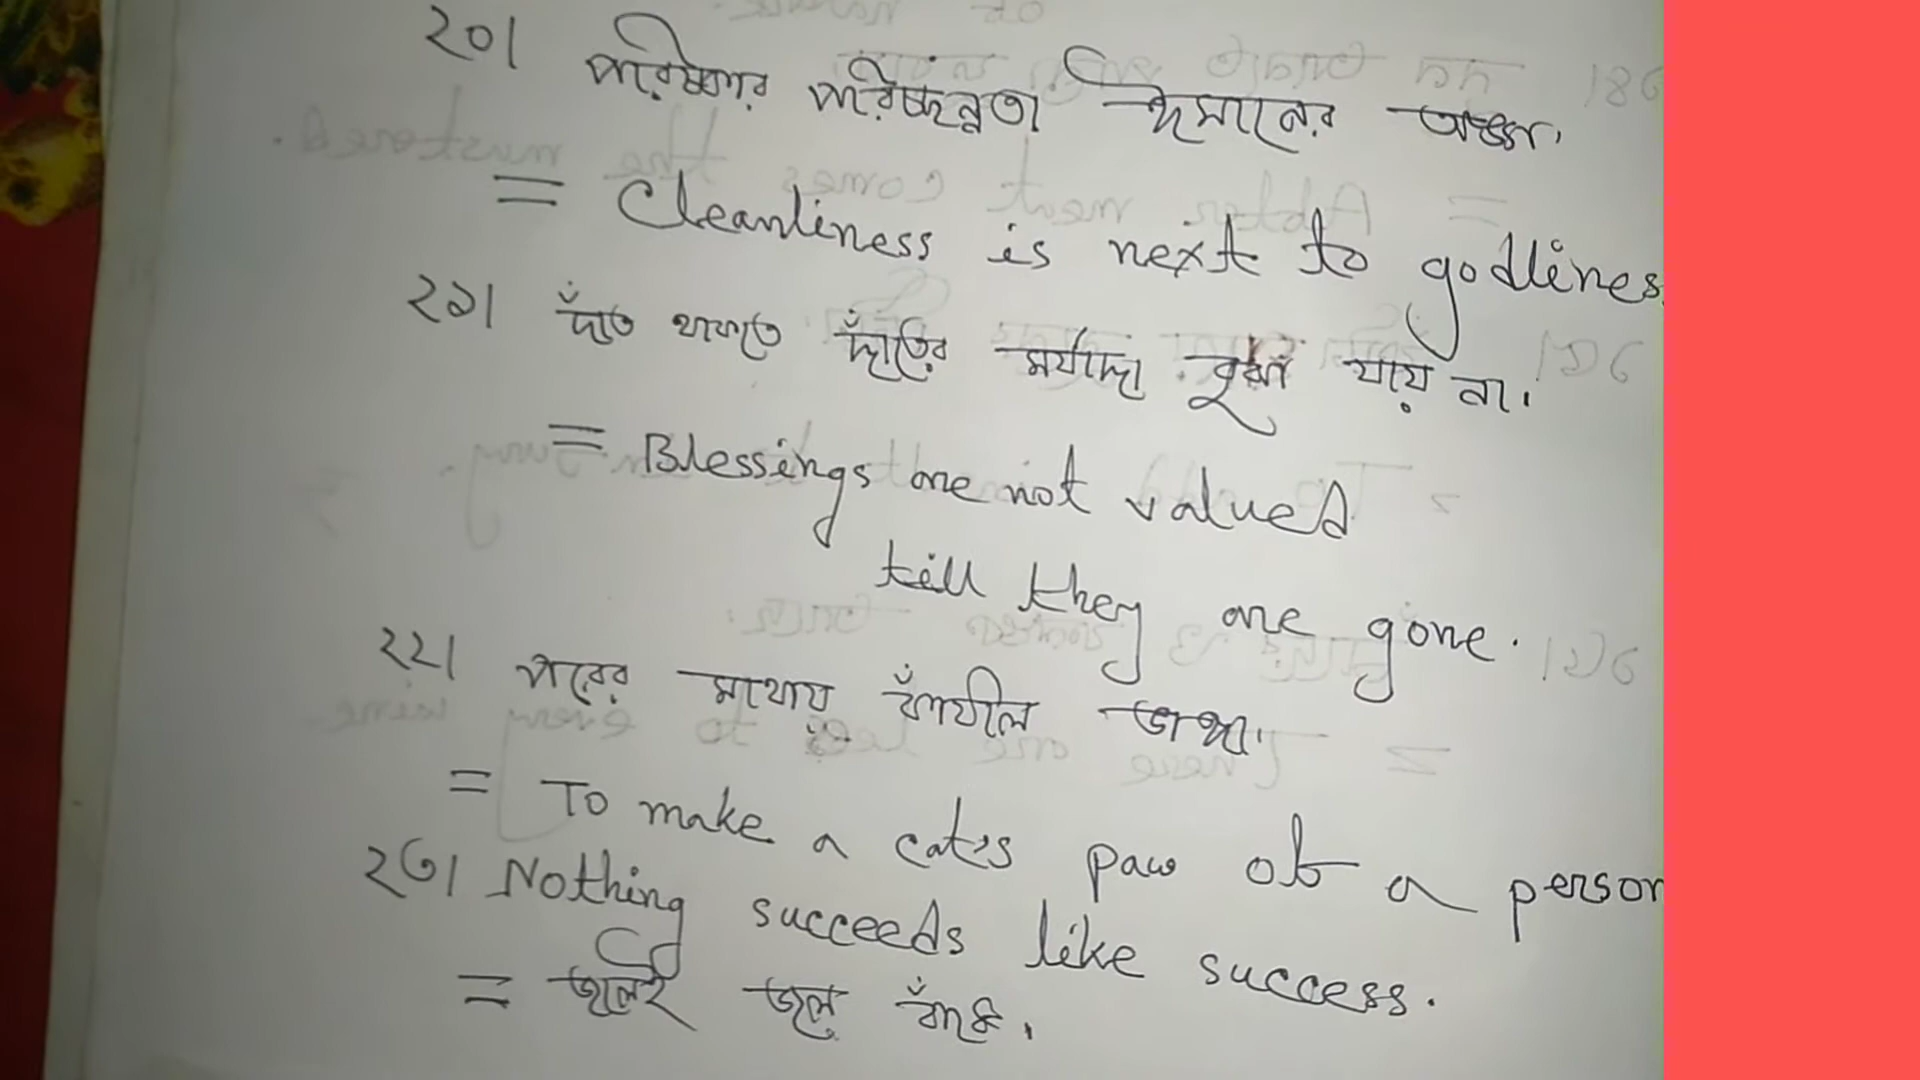 ২০। পরিষ্কার পরিচ্ছন্নতা ঈমানের অঙ্গ।
= Cleanliness is next to godlines
২১। দাঁত থাকতে দাঁতের মর্যাদা বুঝা যায় না।
= Blessings are not valued
till they are gone.
২২। পরের মাথায় কাঁঠাল ভাঙ্গা।
= To make a cat's paw of a person
২৩। Nothing succeeds like success.
= জলেই জল বাঁধে।